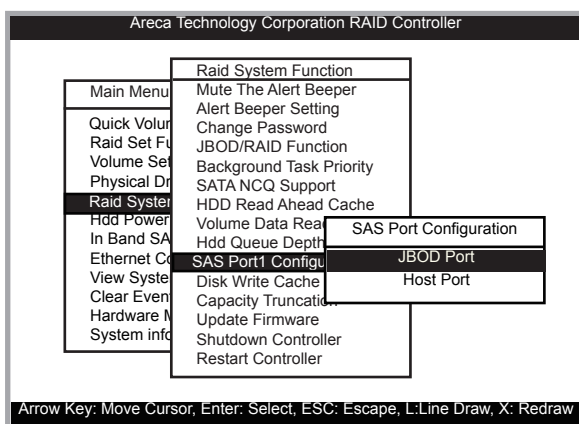 Areca Technology Corporation RAID Controller
Main Menu
Quick Volur
Raid Set Fu
Volume Set
Physical Dr
Raid System
Hdd Power
In Band SA
Ethernet Co
View Syste
Clear Even
Hardware M
System info
Raid System Function
Mute The Alert Beeper
Alert Beeper Setting
Change Password
JBOD/RAID Function
Background Task Priority
SATA NCQ Support
HDD Read Ahead Cache
Volume Data Rea
Hdd Queue Depth
SAS Port1 Configu
Disk Write Cache
Capacity Truncation
Update Firmware
Shutdown Controller
Restart Controller
SAS Port Configuration
JBOD Port
Host Port
Arrow Key: Move Cursor, Enter: Select, ESC: Escape, L:Line Draw, X: Redraw